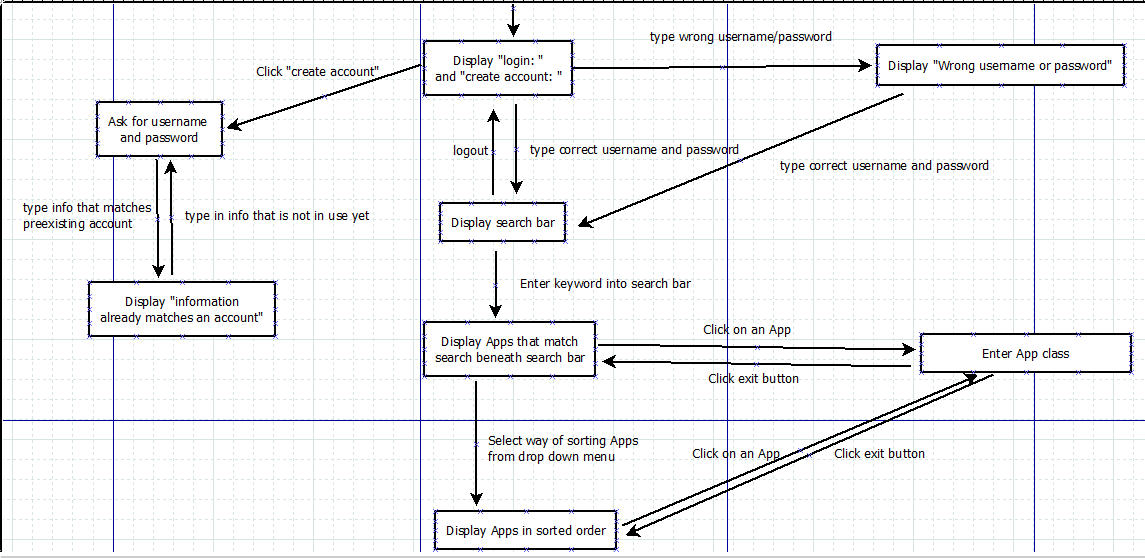 type wrong username/password
Display "login: "
and "create account: "
Display "Wrong username or password"
Click "create account"
Ask for username
and password
logout
type correct username and password
type correct username and password
type info that matches
preexisting account
type in info that is not in use yet
Display search bar
Enter keyword into search bar
Display "information
already matches an account"
Display Apps that match
search beneath search bar
Click on an App
Enter App class
Click exit button
Select way of sorting Apps
from drop down menu
Click on an App
Click exit button
Display Apps in sorted order